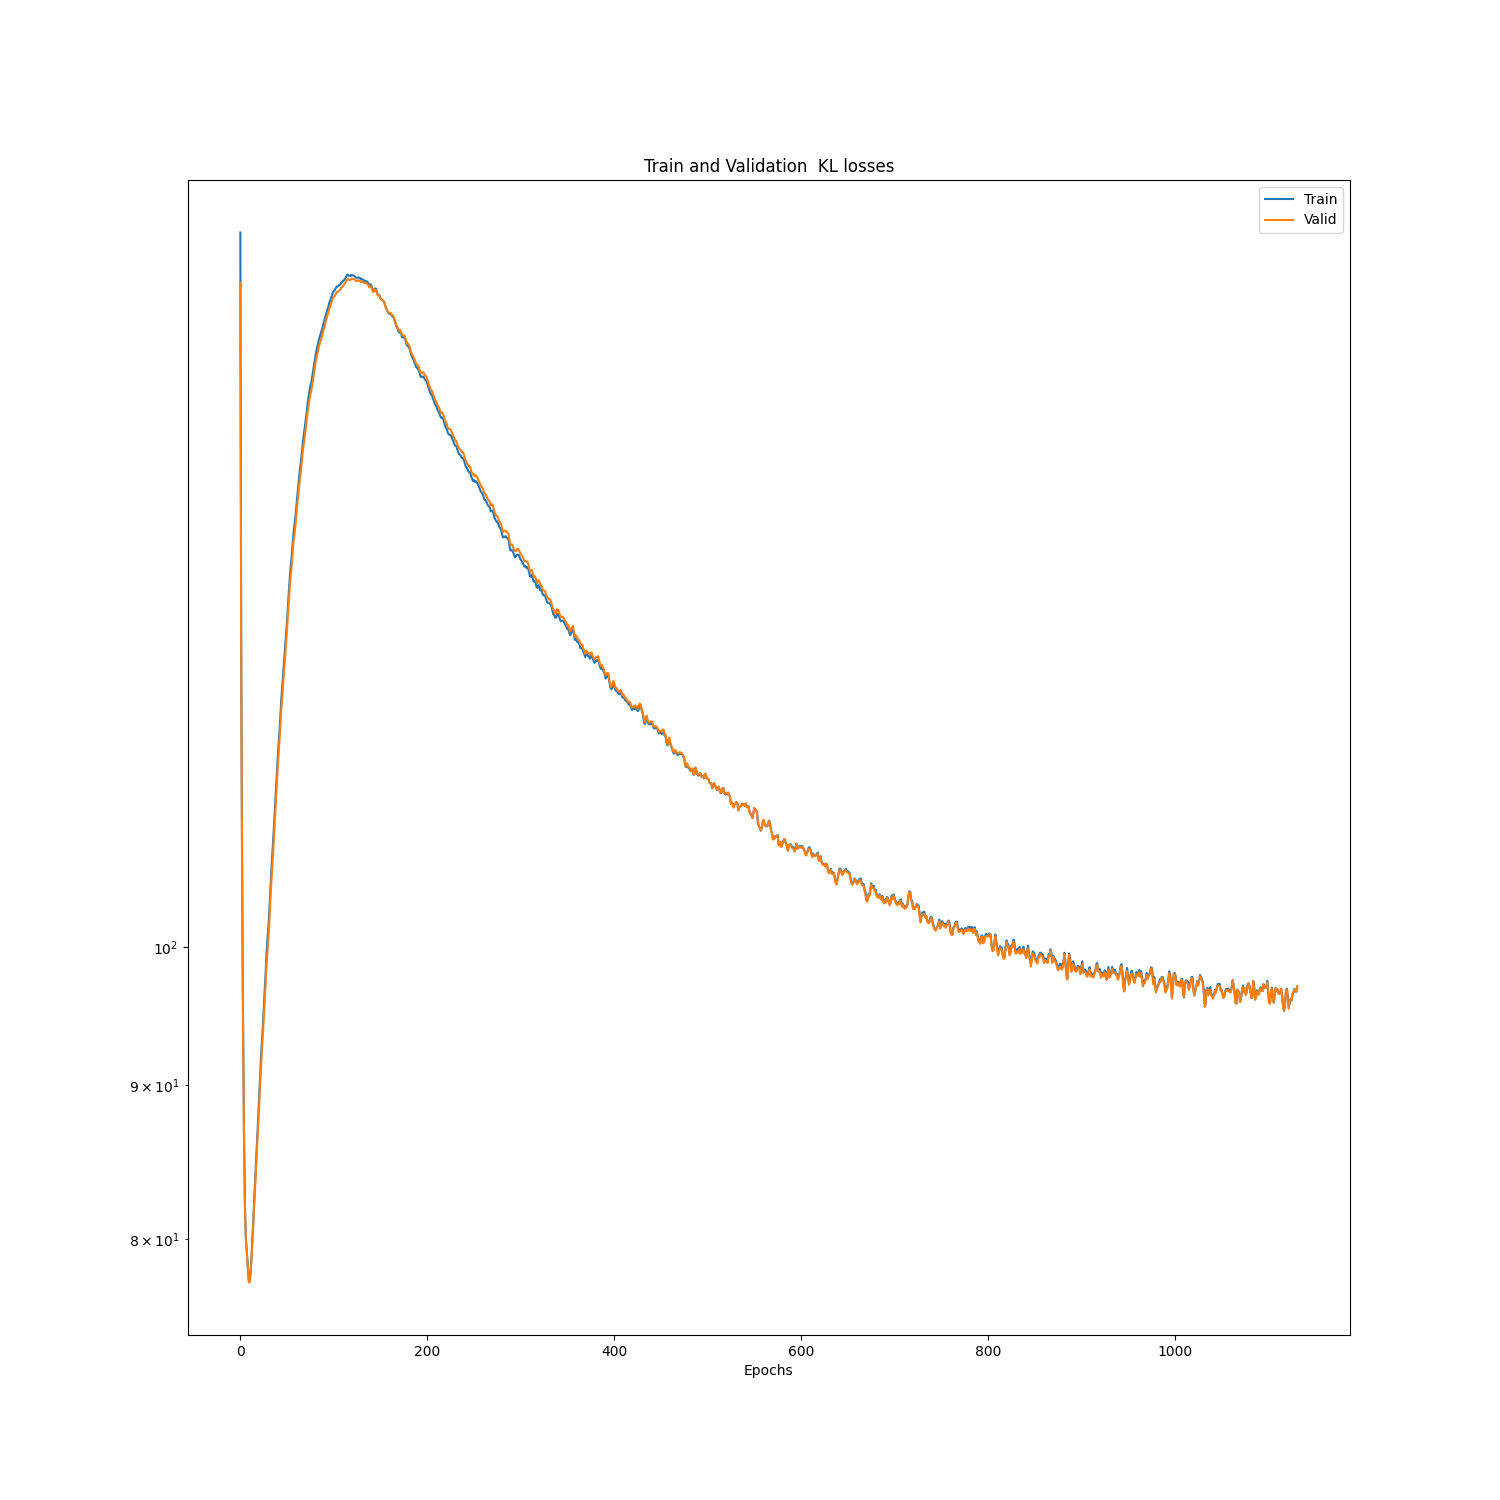 Train and Validation  KL losses
Train
Valid
10²
9 × 10¹
8 × 10¹
0 200 400 600 800 1000
Epochs